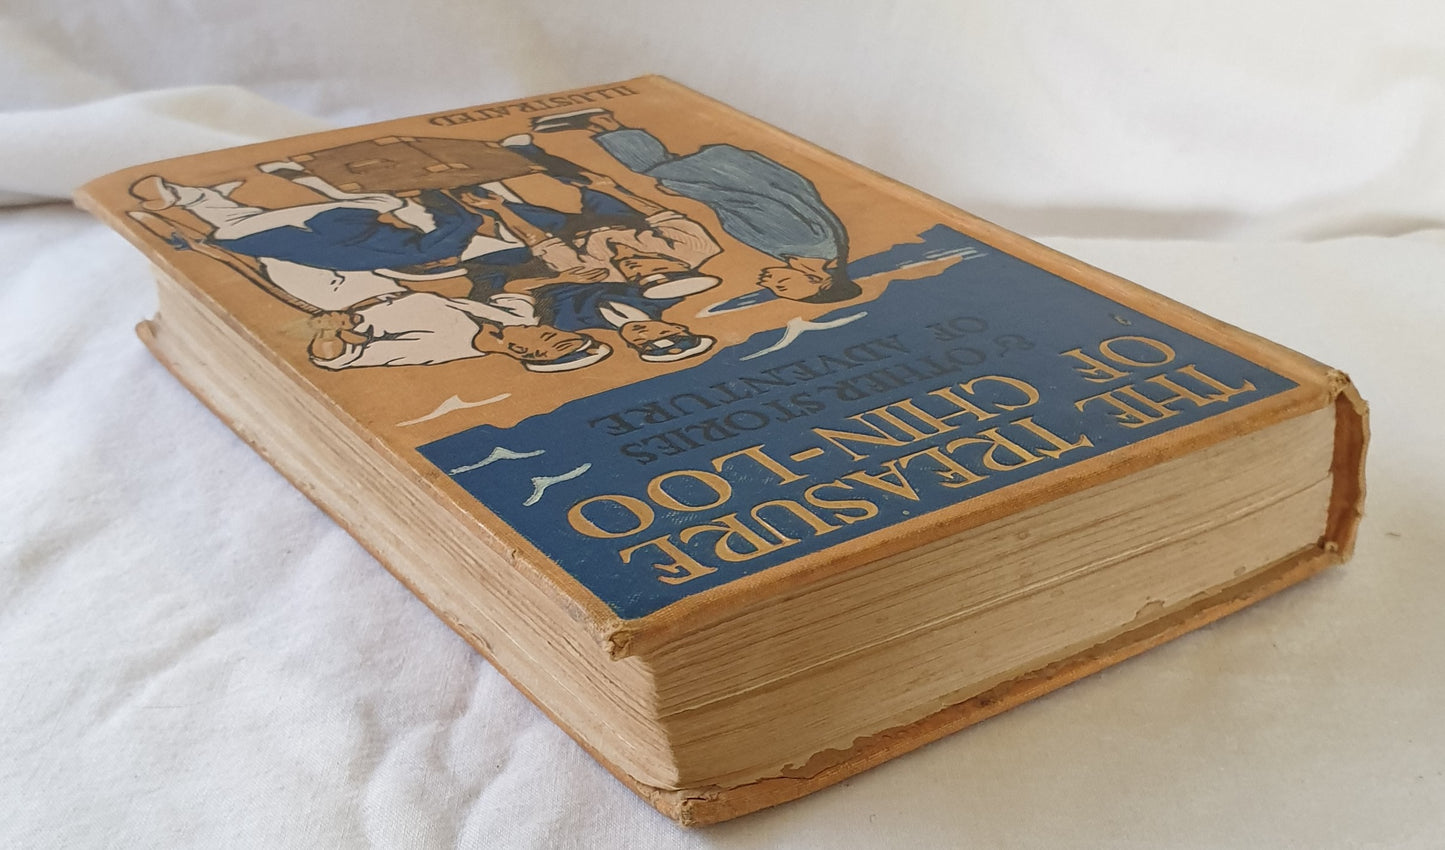 THE TREASURE
OF CHIN-LOO
& OTHER STORIES
OF ADVENTURE
ILLUSTRATED